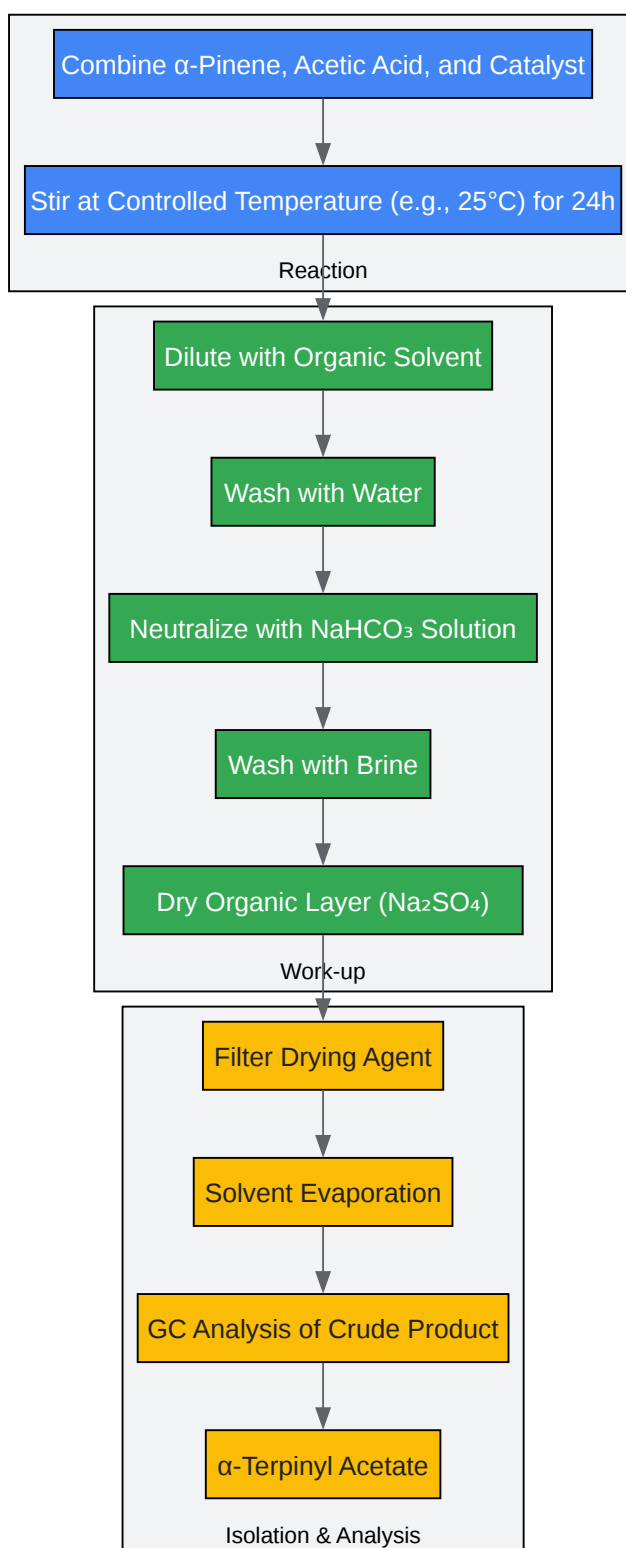 Combine α-Pinene, Acetic Acid, and Catalyst
Stir at Controlled Temperature (e.g., 25°C) for 24h
Reaction
Dilute with Organic Solvent
Wash with Water
Neutralize with NaHCO₃ Solution
Wash with Brine
Dry Organic Layer (Na₂SO₄)
Work-up
Filter Drying Agent
Solvent Evaporation
GC Analysis of Crude Product
α-Terpinyl Acetate
Isolation & Analysis